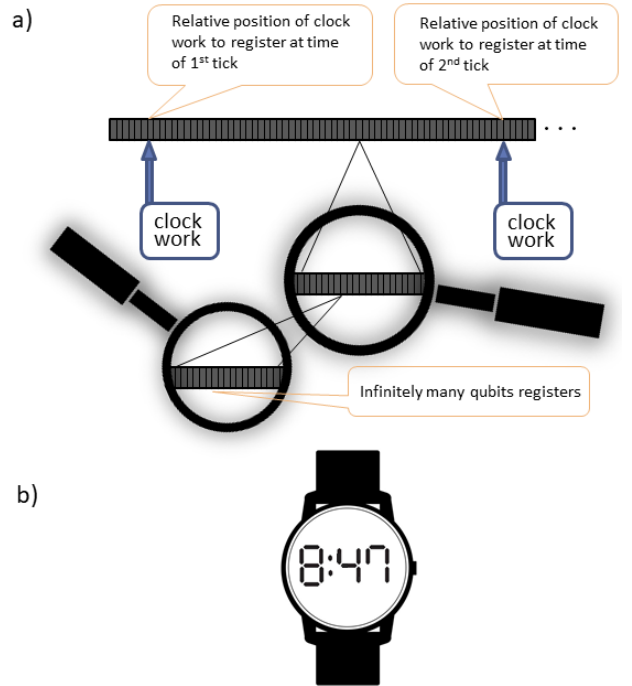 a)
Relative position of clock
work to register at time
of 1st tick
Relative position of clock
work to register at time
of 2nd tick
. . .
clock
work
clock
work
Infinitely many qubits registers
b)
8:47